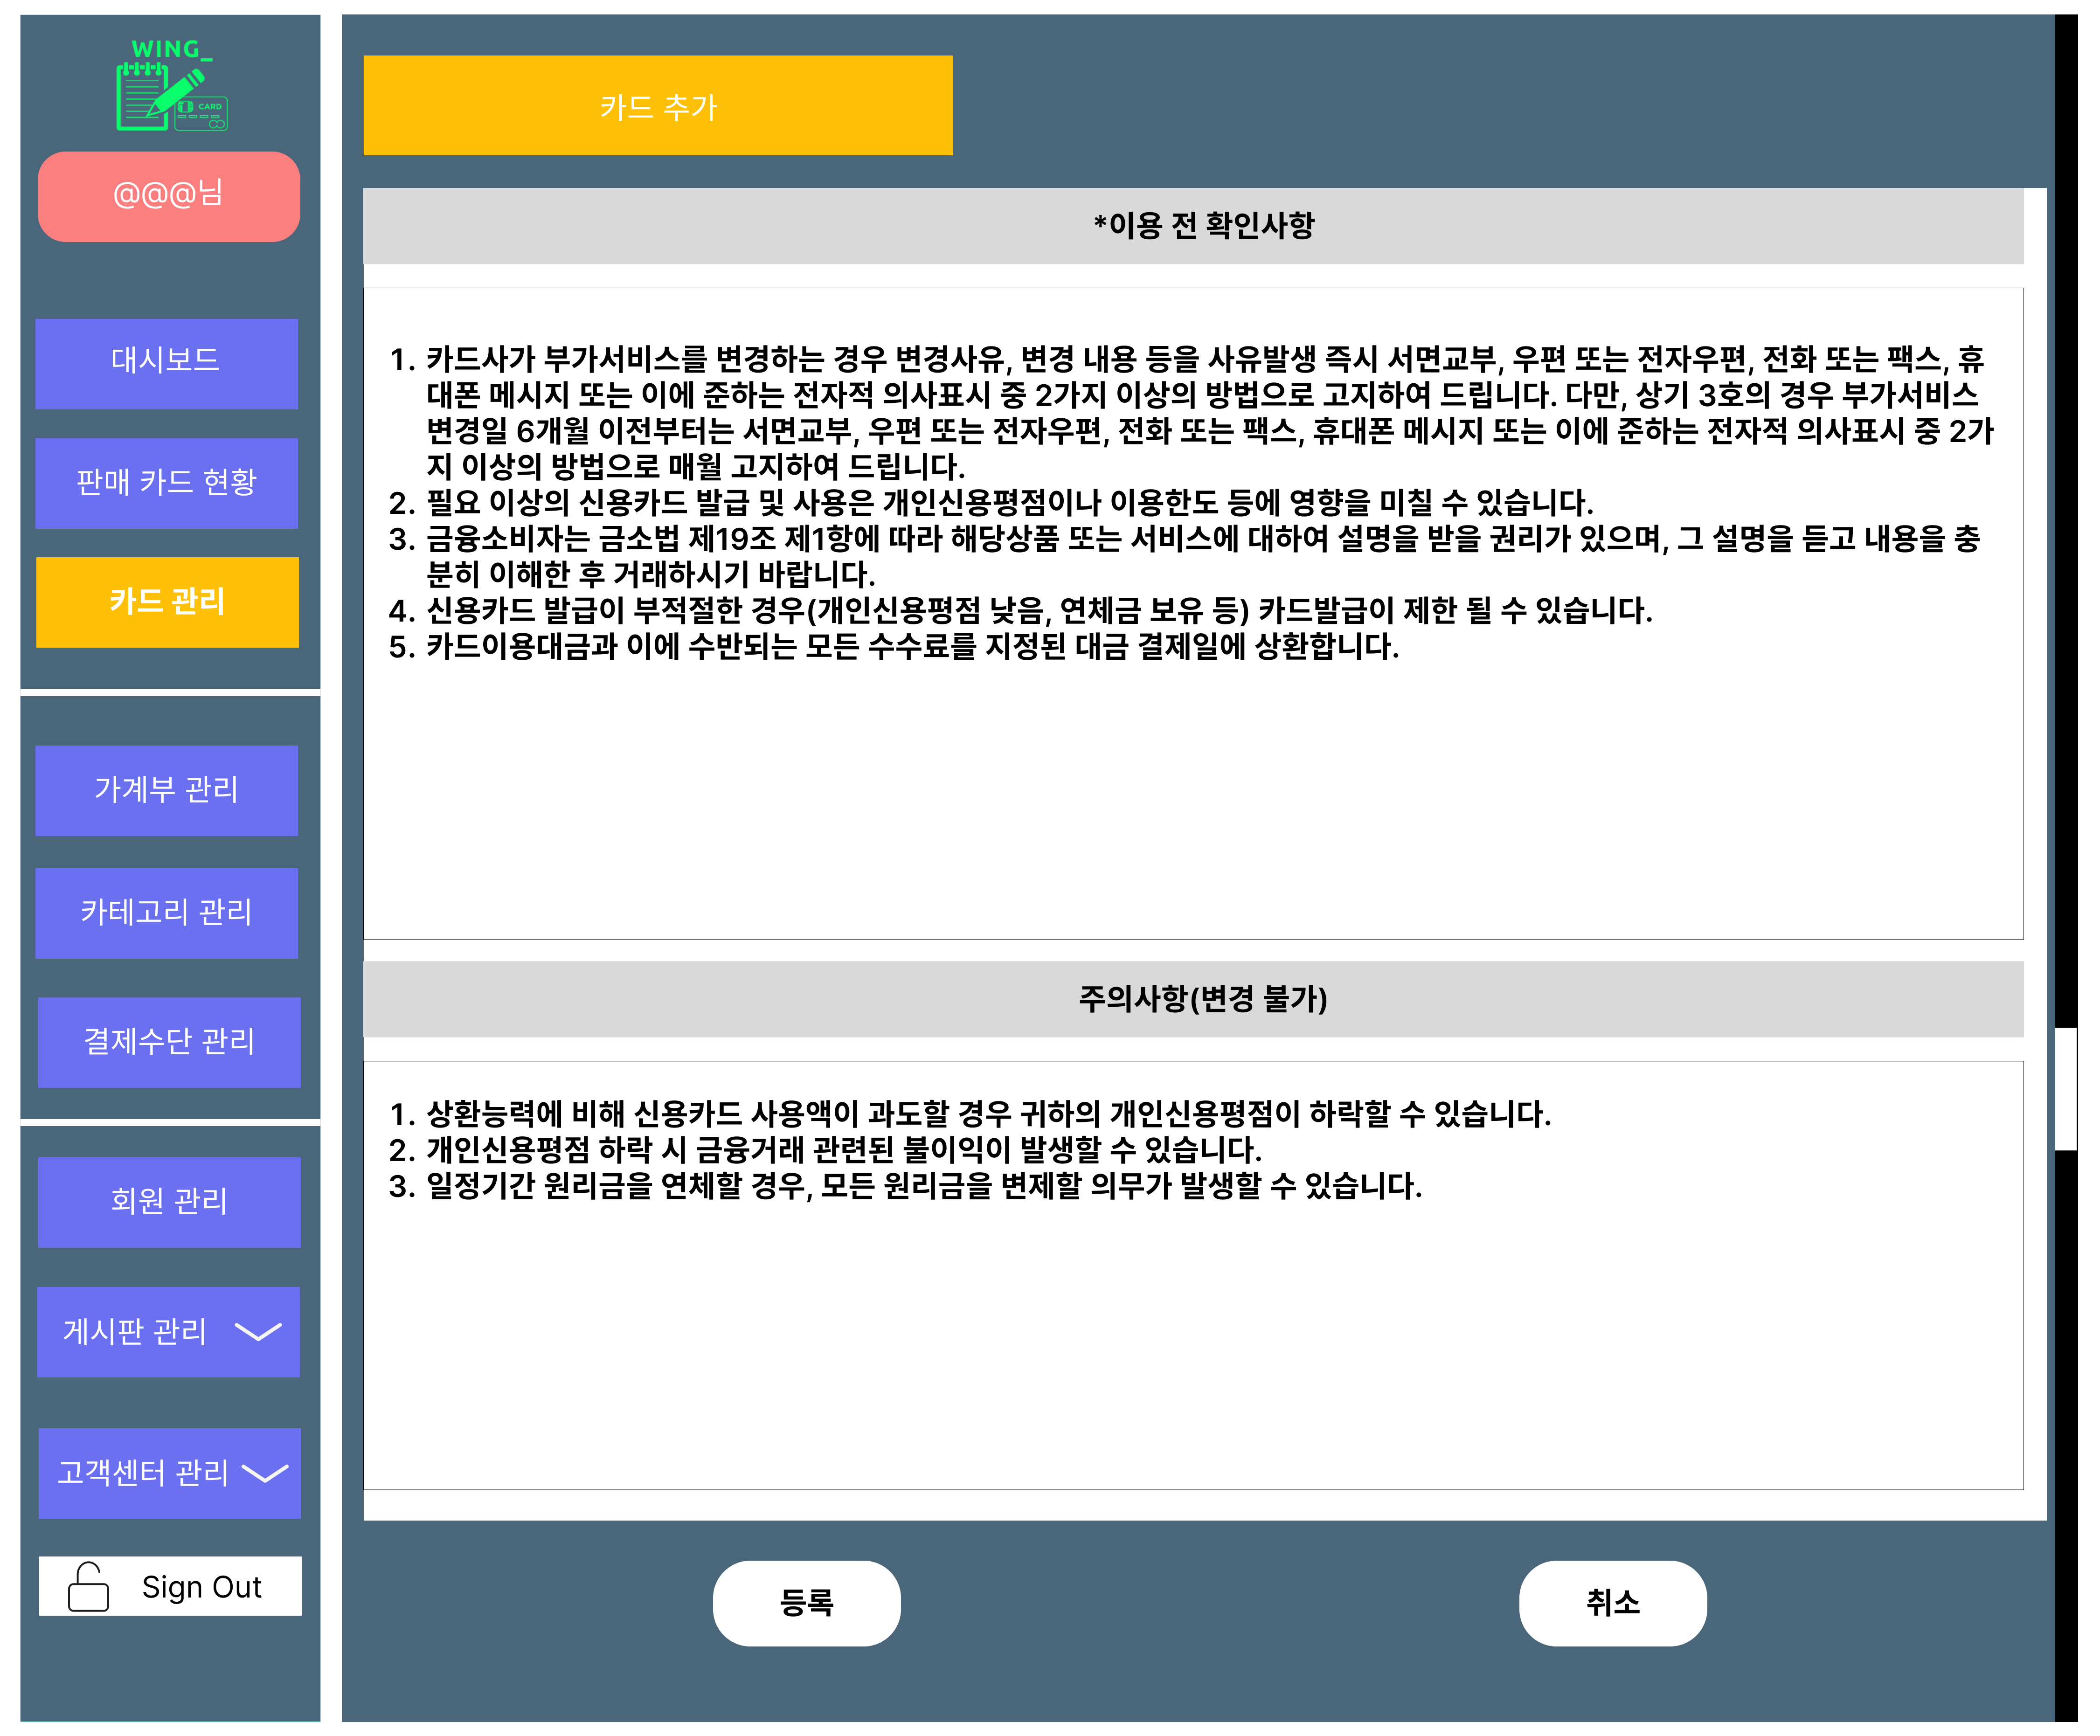 WING_
CARD
@@@님
대시보드
판매 카드 현황
카드 관리
가계부 관리
카테고리 관리
결제수단 관리
회원 관리
게시판 관리
고객센터 관리
Sign Out
카드 추가
*이용 전 확인사항
1. 카드사가 부가서비스를 변경하는 경우 변경사유, 변경 내용 등을 사유발생 즉시 서면교부, 우편 또는 전자우편, 전화 또는 팩스, 휴
대폰 메시지 또는 이에 준하는 전자적 의사표시 중 2가지 이상의 방법으로 고지하여 드립니다. 다만, 상기 3호의 경우 부가서비스
변경일 6개월 이전부터는 서면교부, 우편 또는 전자우편, 전화 또는 팩스, 휴대폰 메시지 또는 이에 준하는 전자적 의사표시 중 2가
지 이상의 방법으로 매월 고지하여 드립니다.
2. 필요 이상의 신용카드 발급 및 사용은 개인신용평점이나 이용한도 등에 영향을 미칠 수 있습니다.
3. 금융소비자는 금소법 제19조 제1항에 따라 해당상품 또는 서비스에 대하여 설명을 받을 권리가 있으며, 그 설명을 듣고 내용을 충
분히 이해한 후 거래하시기 바랍니다.
4. 신용카드 발급이 부적절한 경우(개인신용평점 낮음, 연체금 보유 등) 카드발급이 제한 될 수 있습니다.
5. 카드이용대금과 이에 수반되는 모든 수수료를 지정된 대금 결제일에 상환합니다.
주의사항(변경 불가)
1. 상환능력에 비해 신용카드 사용액이 과도할 경우 귀하의 개인신용평점이 하락할 수 있습니다.
2. 개인신용평점 하락 시 금융거래 관련된 불이익이 발생할 수 있습니다.
3. 일정기간 원리금을 연체할 경우, 모든 원리금을 변제할 의무가 발생할 수 있습니다.
등록
취소